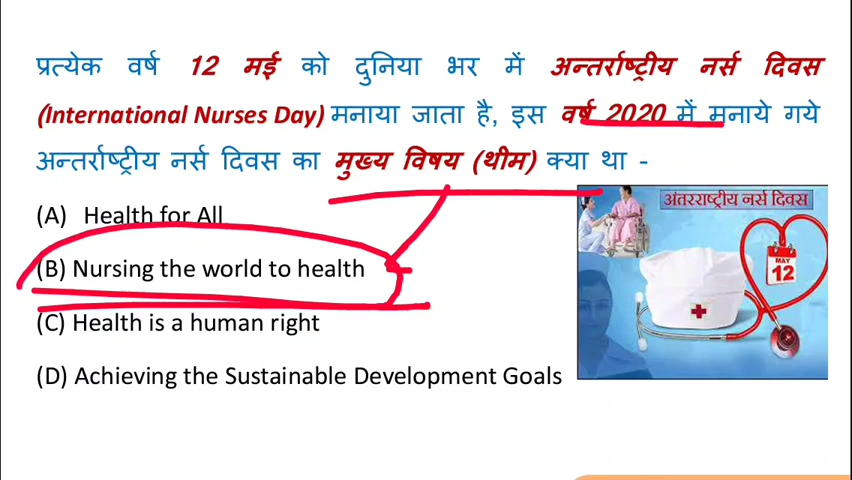 प्रत्येक वर्ष 12 मई को दुनिया भर में अन्तर्राष्ट्रीय नर्स दिवस
(International Nurses Day) मनाया जाता है, इस वर्ष 2020 में मनाये गये
अन्तर्राष्ट्रीय नर्स दिवस का मुख्य विषय (थीम) क्या था -
(A) Health for All
(B) Nursing the world to health
(C) Health is a human right
(D) Achieving the Sustainable Development Goals
अंतरराष्ट्रीय नर्स दिवस
MAY
12